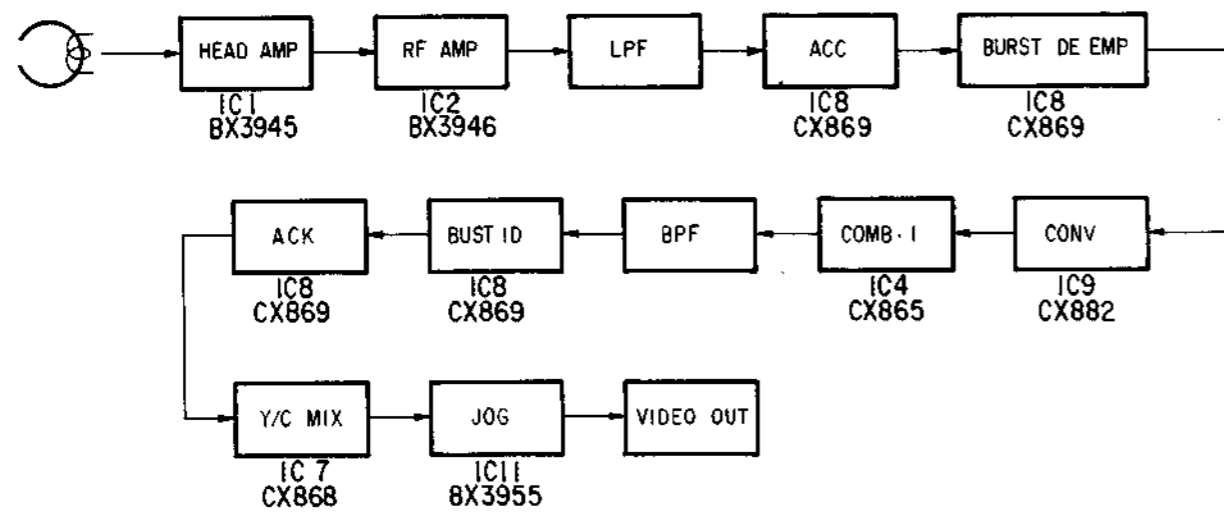 HEAD AMP
IC1
BX3945
RF AMP
IC2
BX3946
LPF
ACC
IC8
CX869
BURST DE EMP
IC8
CX869
ACK
IC8
CX869
BUST ID
IC8
CX869
BPF
COMB·1
IC4
CX865
CONV
IC9
CX882
Y/C MIX
IC7
CX868
JOG
IC11
8X3955
VIDEO OUT